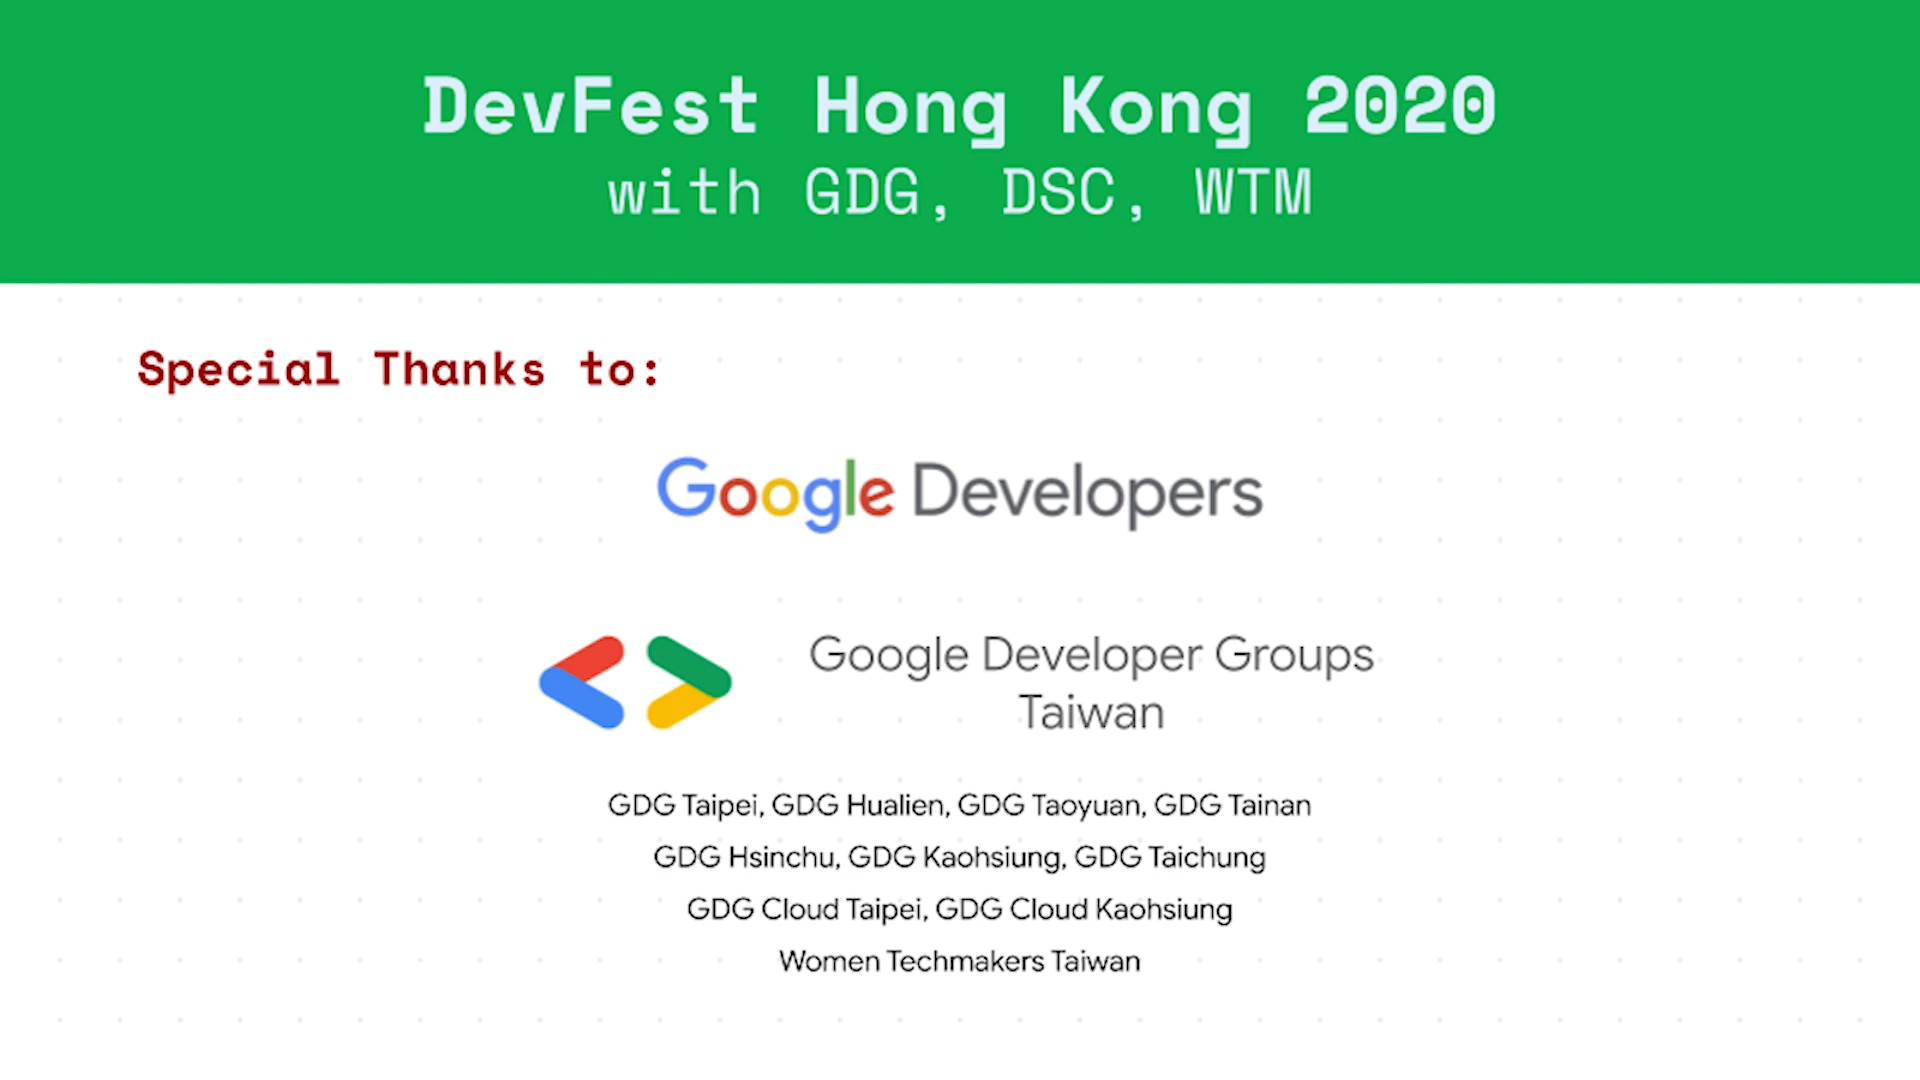 DevFest Hong Kong 2020
with GDG, DSC, WTM
Special Thanks to:
Google Developers
Google Developer Groups
Taiwan
GDG Taipei, GDG Hualien, GDG Taoyuan, GDG Tainan
GDG Hsinchu, GDG Kaohsiung, GDG Taichung
GDG Cloud Taipei, GDG Cloud Kaohsiung
Women Techmakers Taiwan